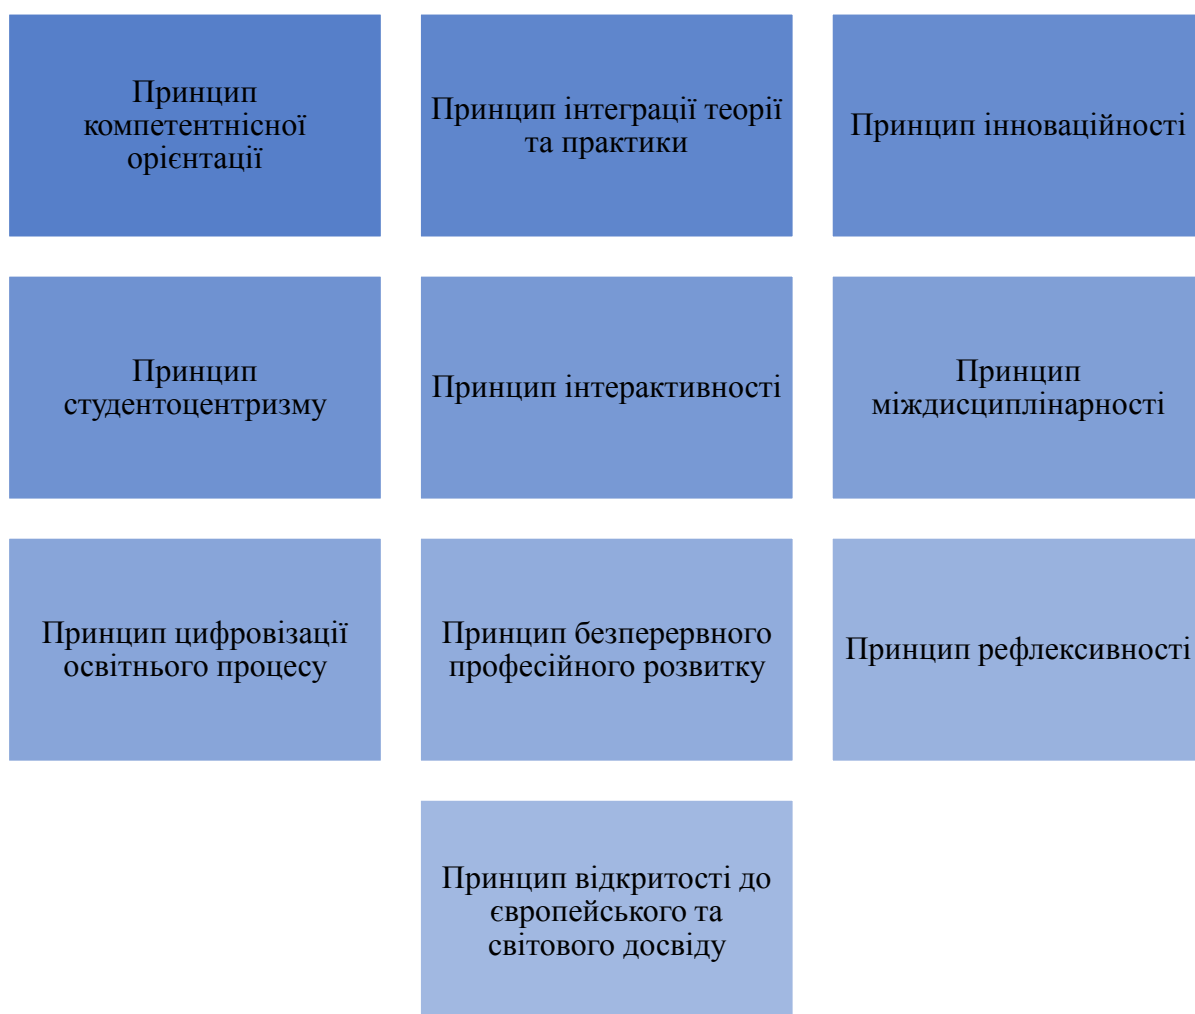 Принцип
компетентнісної
орієнтації
Принцип інтеграції теорії
та практики
Принцип інноваційності
Принцип
студентоцентризму
Принцип інтерактивності
Принцип
міждисциплінарності
Принцип цифровізації
освітнього процесу
Принцип безперервного
професійного розвитку
Принцип рефлексивності
Принцип відкритості до
європейського та
світового досвіду